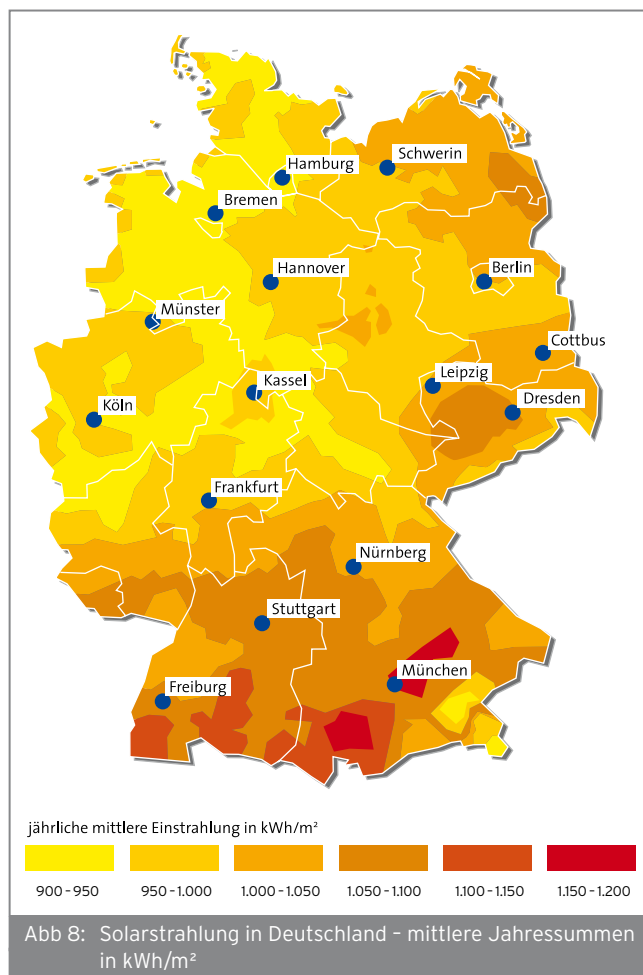 Hamburg
Schwerin
Bremen
Hannover
Berlin
Münster
Cottbus
Leipzig
Kassel
Dresden
Köln
Frankfurt
Nürnberg
Stuttgart
München
Freiburg
jährliche mittlere Einstrahlung in kWh/m²
900 - 950 950 - 1.000 1.000 - 1.050 1.050 - 1.100 1.100 - 1.150 1.150 - 1.200
Abb 8: Solarstrahlung in Deutschland – mittlere Jahressummen
in kWh/m²